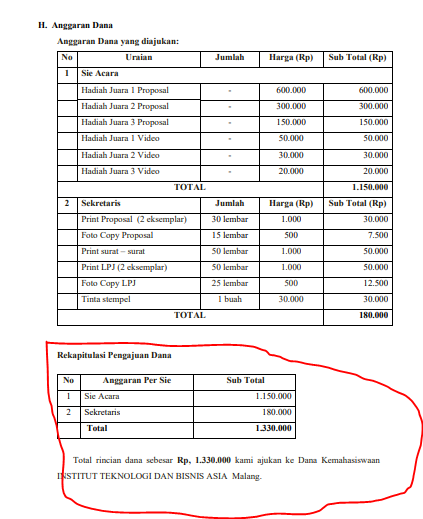 H. Anggaran Dana
Anggaran Dana yang diajukan:
No Uraian Jumlah Harga (Rp) Sub Total (Rp)
1 Sie Acara
Hadiah Juara 1 Proposal - 600.000 600.000
Hadiah Juara 2 Proposal - 300.000 300.000
Hadiah Juara 3 Proposal - 150.000 150.000
Hadiah Juara 1 Video - 50.000 50.000
Hadiah Juara 2 Video - 30.000 30.000
Hadiah Juara 3 Video - 20.000 20.000
TOTAL 1.150.000
2 Sekretaris Jumlah Harga (Rp) Sub Total (Rp)
Print Proposal (2 eksemplar) 30 lembar 1.000 30.000
Foto Copy Proposal 15 lembar 500 7.500
Print surat – surat 50 lembar 1.000 50.000
Print LPJ (2 eksemplar) 50 lembar 1.000 50.000
Foto Copy LPJ 25 lembar 500 12.500
Tinta stempel 1 buah 30.000 30.000
TOTAL 180.000
Rekapitulasi Pengajuan Dana
No Anggaran Per Sie Sub Total
1 Sie Acara 1.150.000
2 Sekretaris 180.000
Total 1.330.000
Total rincian dana sebesar Rp, 1.330.000 kami ajukan ke Dana Kemahasiswaan
INSTITUT TEKNOLOGI DAN BISNIS ASIA Malang.